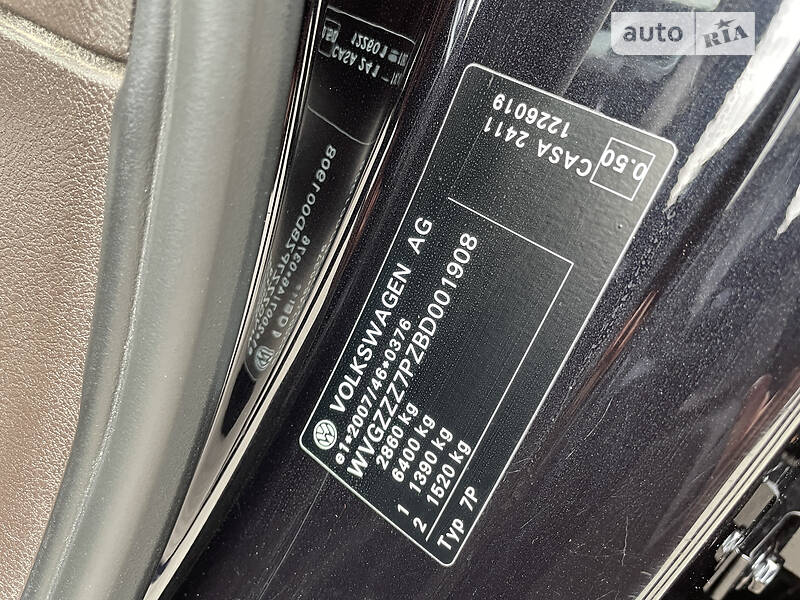 auto RIA
VOLKSWAGEN AG
e1*2007/46*0376
WVGZZZ7PZBD001908
2860 kg
6400 kg
1 1390 kg
2 1520 kg
Typ 7P
0.50
CASA 2411
1226019